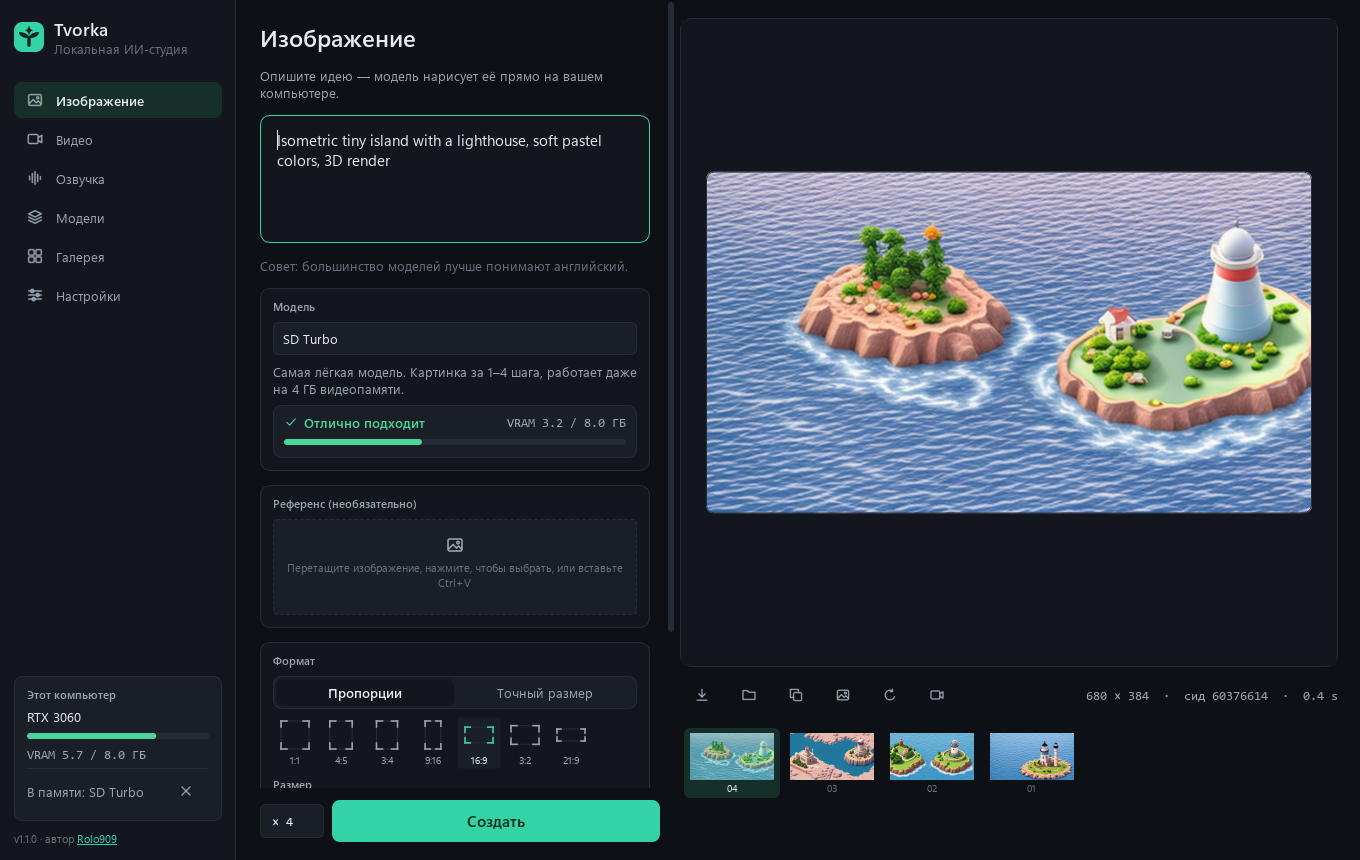 Tvorka
Локальная ИИ-студия
Изображение
Видео
Озвучка
Модели
Галерея
Настройки
Этот компьютер
RTX 3060
VRAM 5.7 / 8.0 ГБ
В памяти: SD Turbo
v1.1.0 · автор Rolo909
Изображение
Опишите идею — модель нарисует её прямо на вашем
компьютере.
Isometric tiny island with a lighthouse, soft pastel
colors, 3D render
Совет: большинство моделей лучше понимают английский.
Модель
SD Turbo
Самая лёгкая модель. Картинка за 1–4 шага, работает даже
на 4 ГБ видеопамяти.
Отлично подходит VRAM 3.2 / 8.0 ГБ
Референс (необязательно)
Перетащите изображение, нажмите, чтобы выбрать, или вставьте
Ctrl+V
Формат
Пропорции Точный размер
1:1 4:5 3:4 9:16 16:9 3:2 21:9
Размер
x 4 Создать
680 × 384 · сид 60376614 · 0.4 s
04 03 02 01